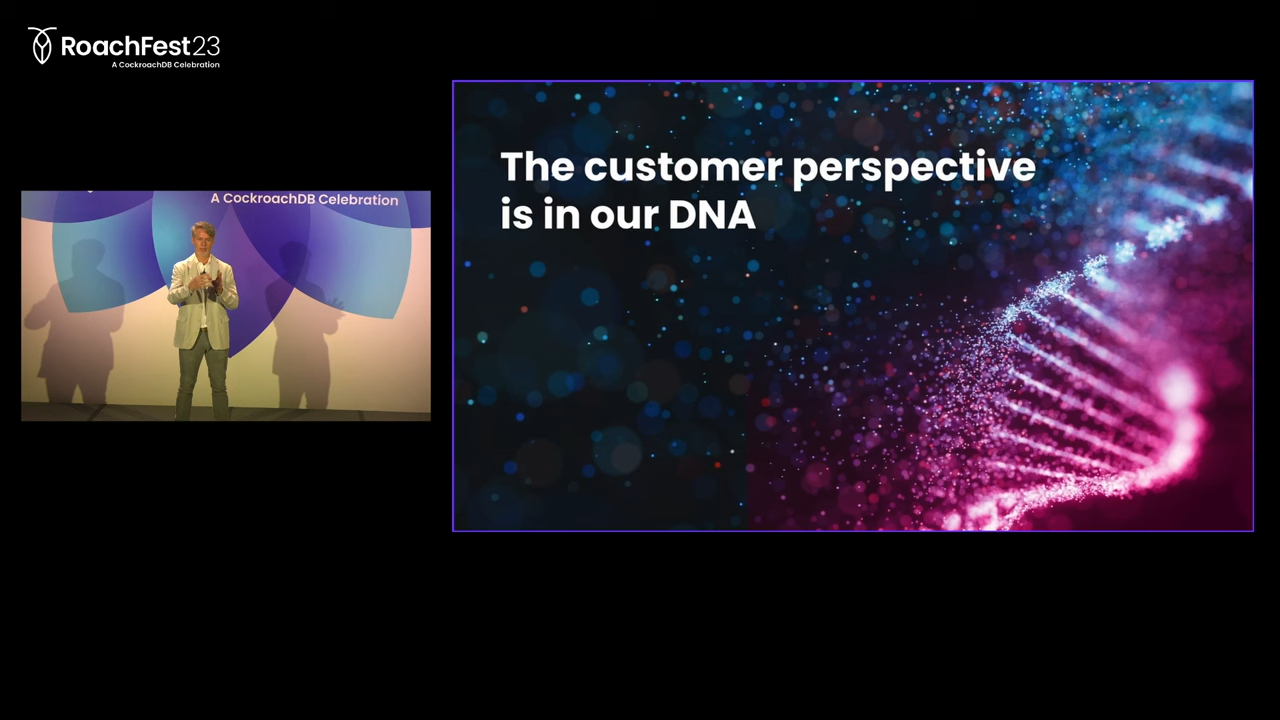 RoachFest23
A CockroachDB Celebration
A CockroachDB Celebration
The customer perspective
is in our DNA